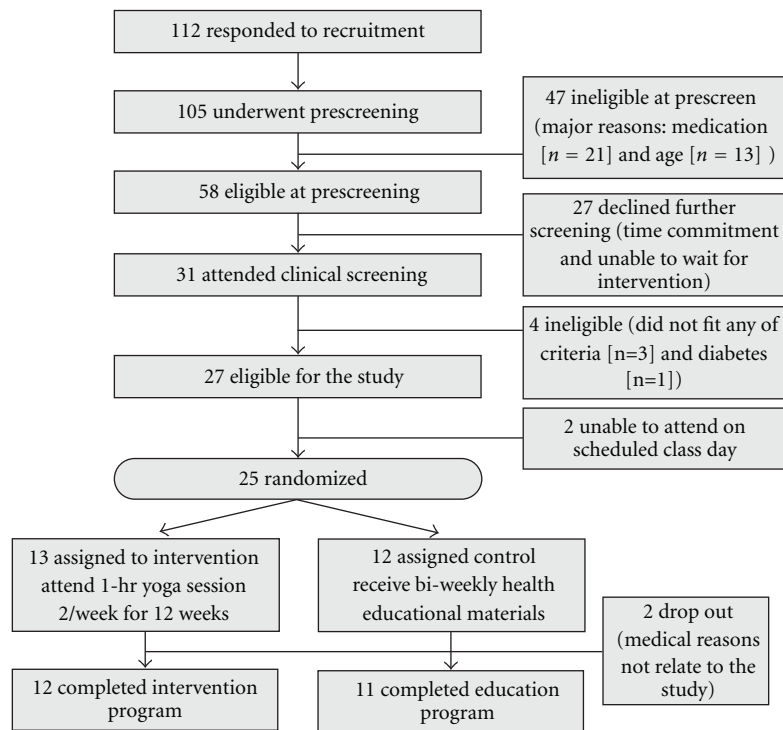 112 responded to recruitment
105 underwent prescreening
47 ineligible at prescreen
(major reasons: medication
[n = 21] and age [n = 13] )
58 eligible at prescreening
27 declined further
screening (time commitment
and unable to wait for
intervention)
31 attended clinical screening
4 ineligible (did not fit any of
criteria [n=3] and diabetes
[n=1])
27 eligible for the study
2 unable to attend on
scheduled class day
25 randomized
13 assigned to intervention
attend 1-hr yoga session
2/week for 12 weeks
12 assigned control
receive bi-weekly health
educational materials
2 drop out
(medical reasons
not relate to the
study)
12 completed intervention
program
11 completed education
program